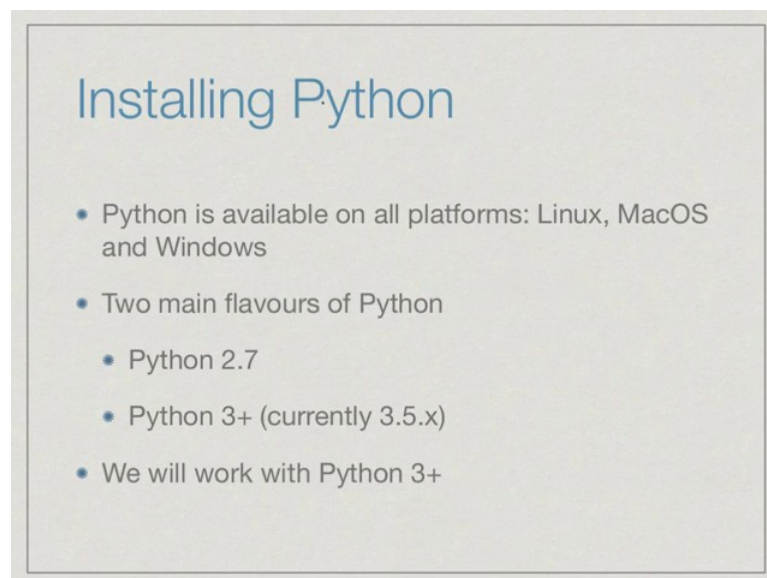 Installing Python
Python is available on all platforms: Linux, MacOS
and Windows
Two main flavours of Python
Python 2.7
Python 3+ (currently 3.5.x)
We will work with Python 3+